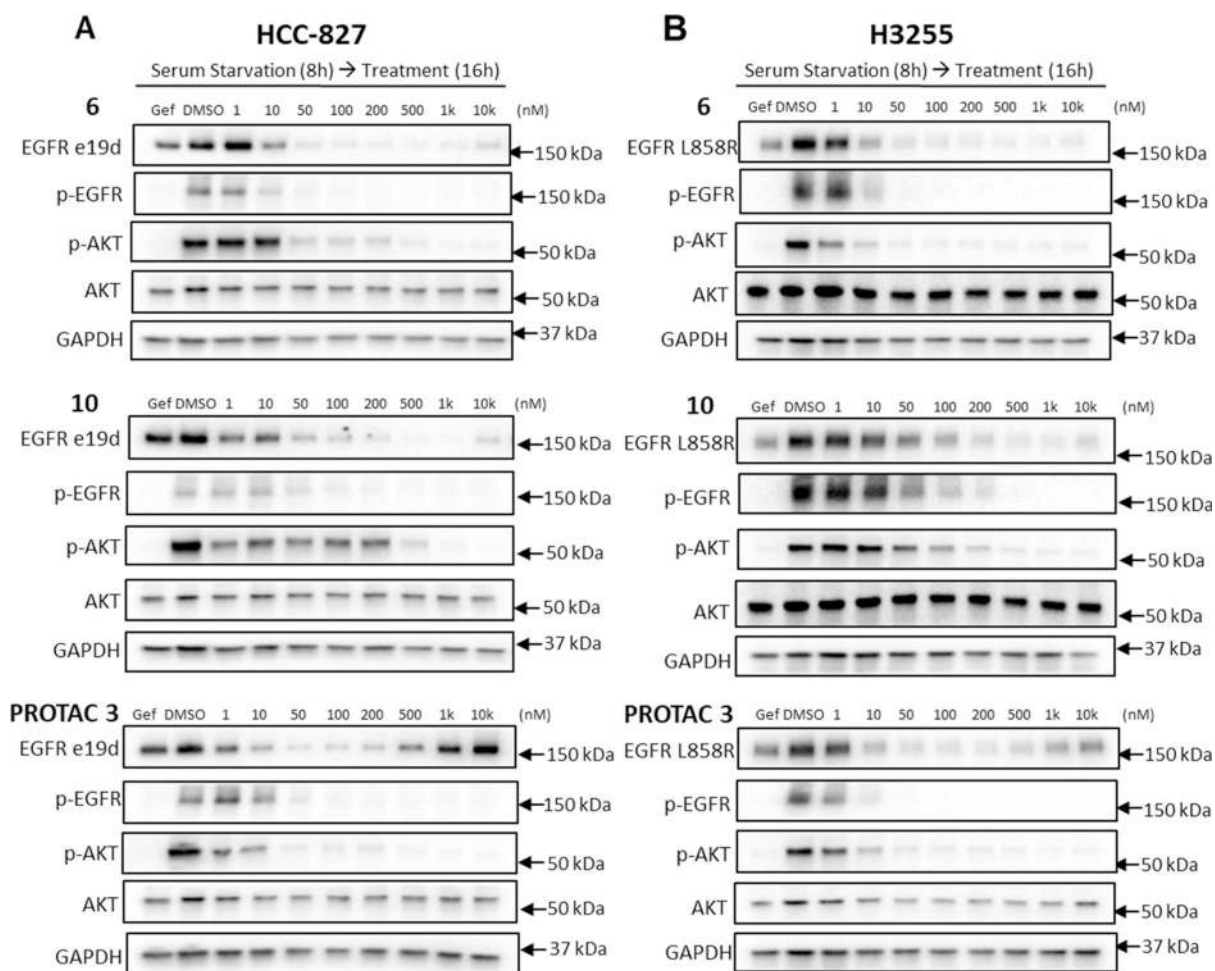 A
HCC-827
Serum Starvation (8h) → Treatment (16h)
6
Gef DMSO 1 10 50 100 200 500 1k 10k (nM)
EGFR e19d
150 kDa
p-EGFR
150 kDa
p-AKT
50 kDa
AKT
50 kDa
GAPDH
37 kDa
10
Gef DMSO 1 10 50 100 200 500 1k 10k (nM)
EGFR e19d
150 kDa
p-EGFR
150 kDa
p-AKT
50 kDa
AKT
50 kDa
GAPDH
37 kDa
PROTAC 3
Gef DMSO 1 10 50 100 200 500 1k 10k (nM)
EGFR e19d
150 kDa
p-EGFR
150 kDa
p-AKT
50 kDa
AKT
50 kDa
GAPDH
37 kDa
B
H3255
Serum Starvation (8h) → Treatment (16h)
6
Gef DMSO 1 10 50 100 200 500 1k 10k (nM)
EGFR L858R
150 kDa
p-EGFR
150 kDa
p-AKT
50 kDa
AKT
50 kDa
GAPDH
37 kDa
10
Gef DMSO 1 10 50 100 200 500 1k 10k (nM)
EGFR L858R
150 kDa
p-EGFR
150 kDa
p-AKT
50 kDa
AKT
50 kDa
GAPDH
37 kDa
PROTAC 3
Gef DMSO 1 10 50 100 200 500 1k 10k (nM)
EGFR L858R
150 kDa
p-EGFR
150 kDa
p-AKT
50 kDa
AKT
50 kDa
GAPDH
37 kDa